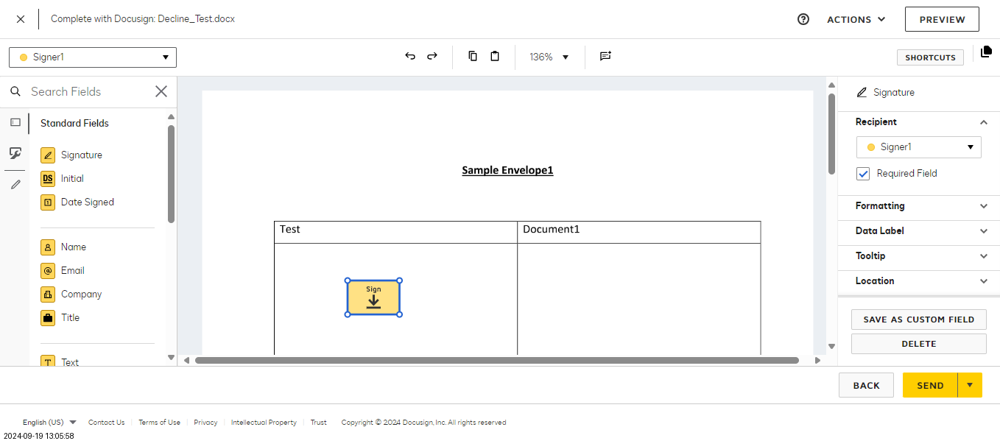 Complete with Docusign: Decline_Test.docx
ACTIONS
PREVIEW
Signer1
136%
SHORTCUTS
Search Fields
Standard Fields
Signature
DS Initial
1 Date Signed
Name
@ Email
Company
Title
T Text
Sample Envelope1
Test Document1
Sign
Signature
Recipient
Signer1
Required Field
Formatting
Data Label
Tooltip
Location
SAVE AS CUSTOM FIELD
DELETE
BACK
SEND
English (US) Contact Us Terms of Use Privacy Intellectual Property Trust Copyright © 2024 Docusign, Inc. All rights reserved
2024-09-19 13:05:58